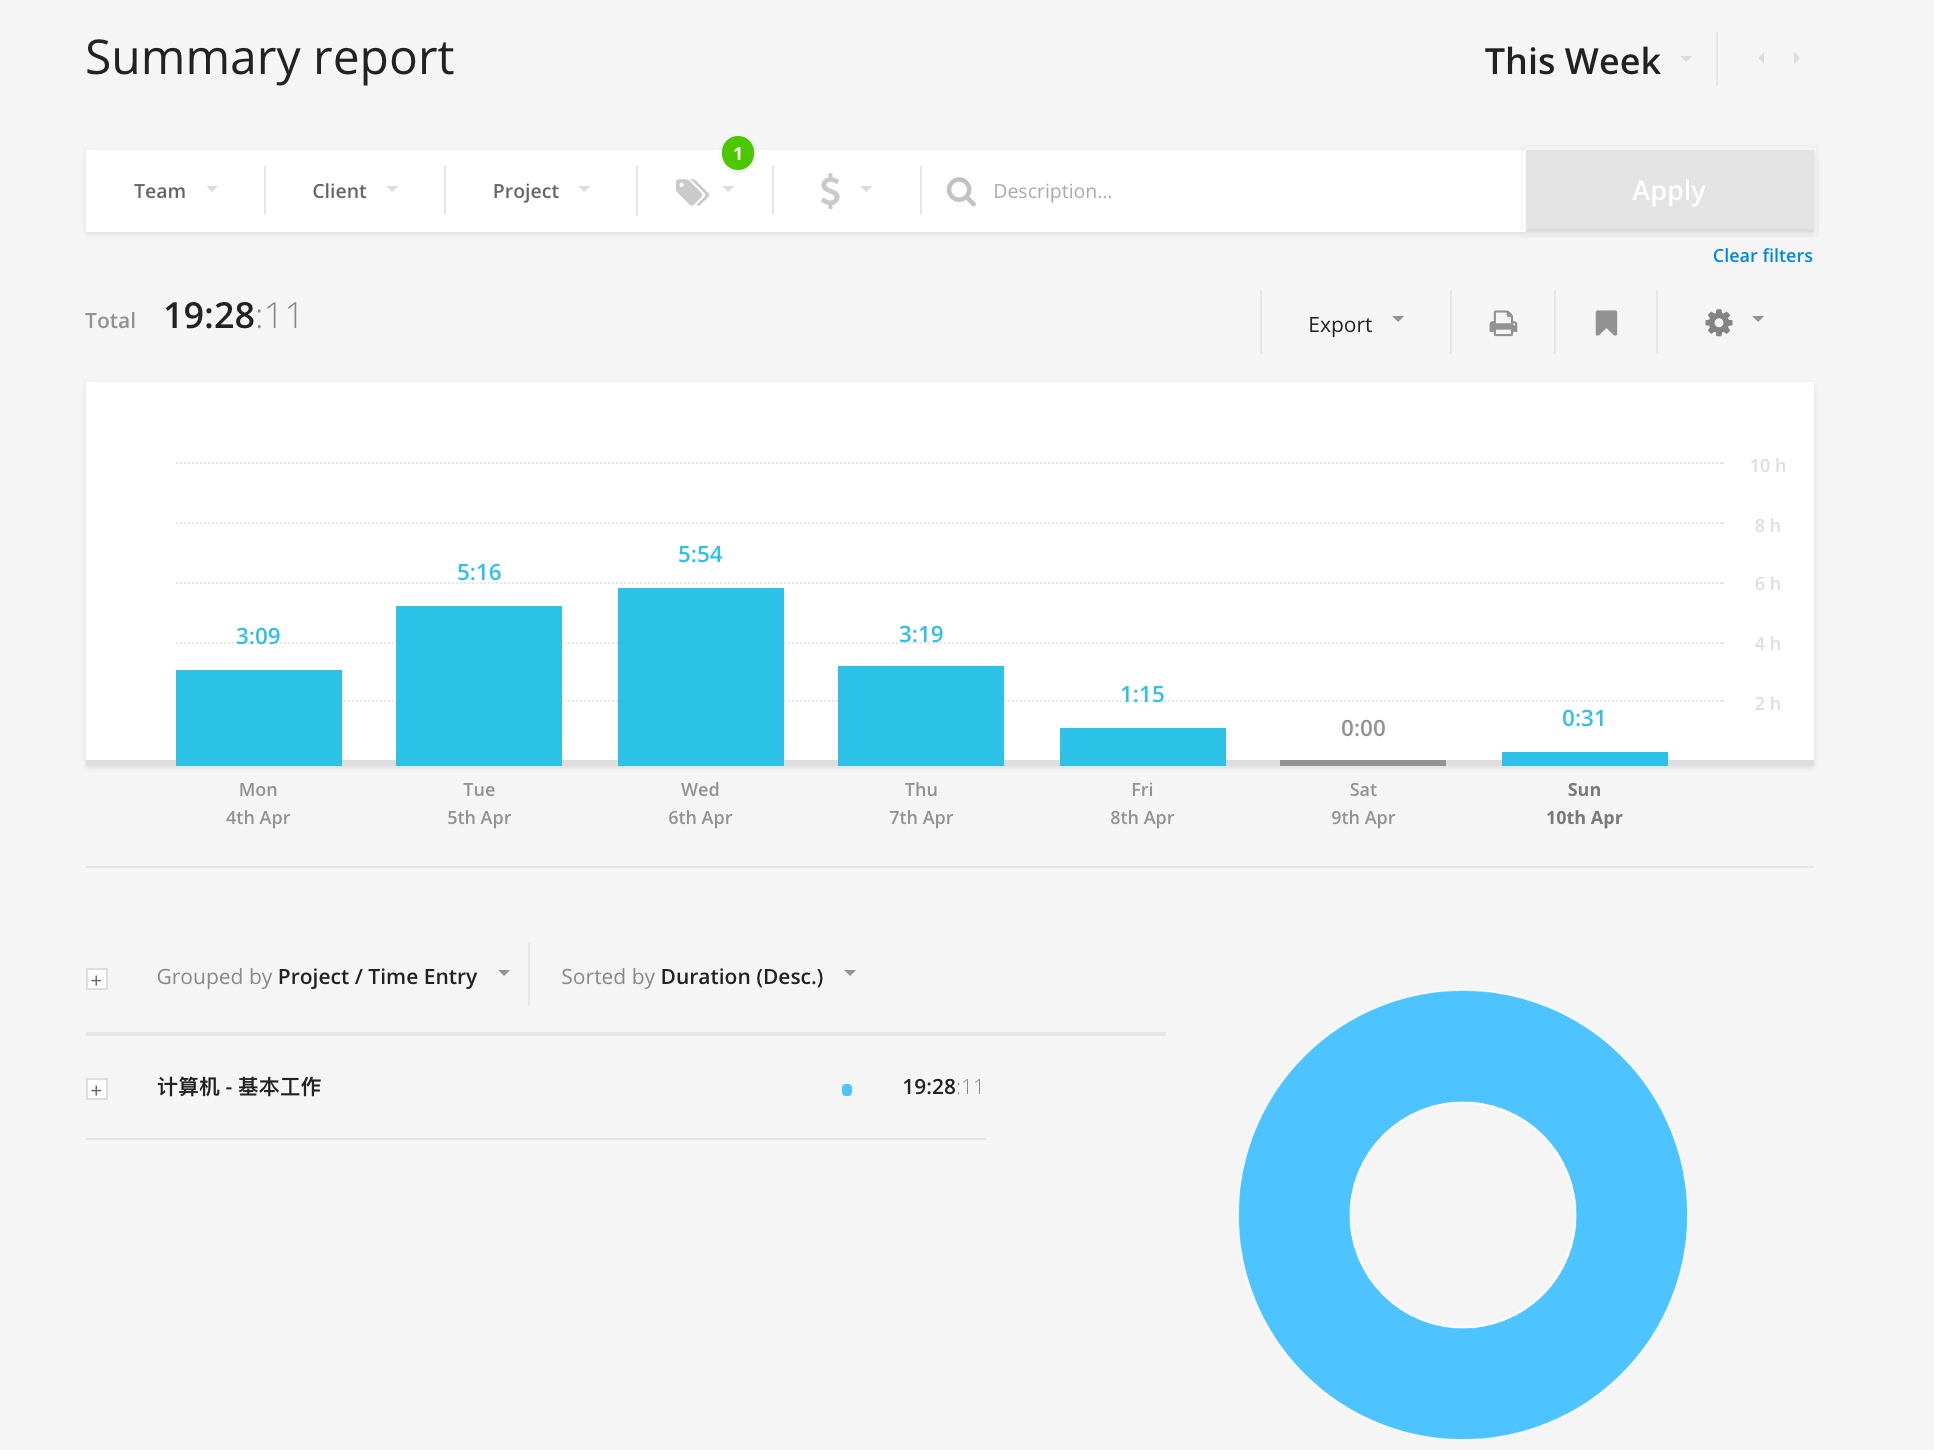 Summary report
This Week
Team Client Project 1 $ Description... Apply
Clear filters
Total 19:28:11
Export
10 h
8 h
6 h
4 h
2 h
3:09 5:16 5:54 3:19 1:15 0:00 0:31
Mon Tue Wed Thu Fri Sat Sun
4th Apr 5th Apr 6th Apr 7th Apr 8th Apr 9th Apr 10th Apr
Grouped by Project / Time Entry Sorted by Duration (Desc.)
计算机 - 基本工作 19:28:11